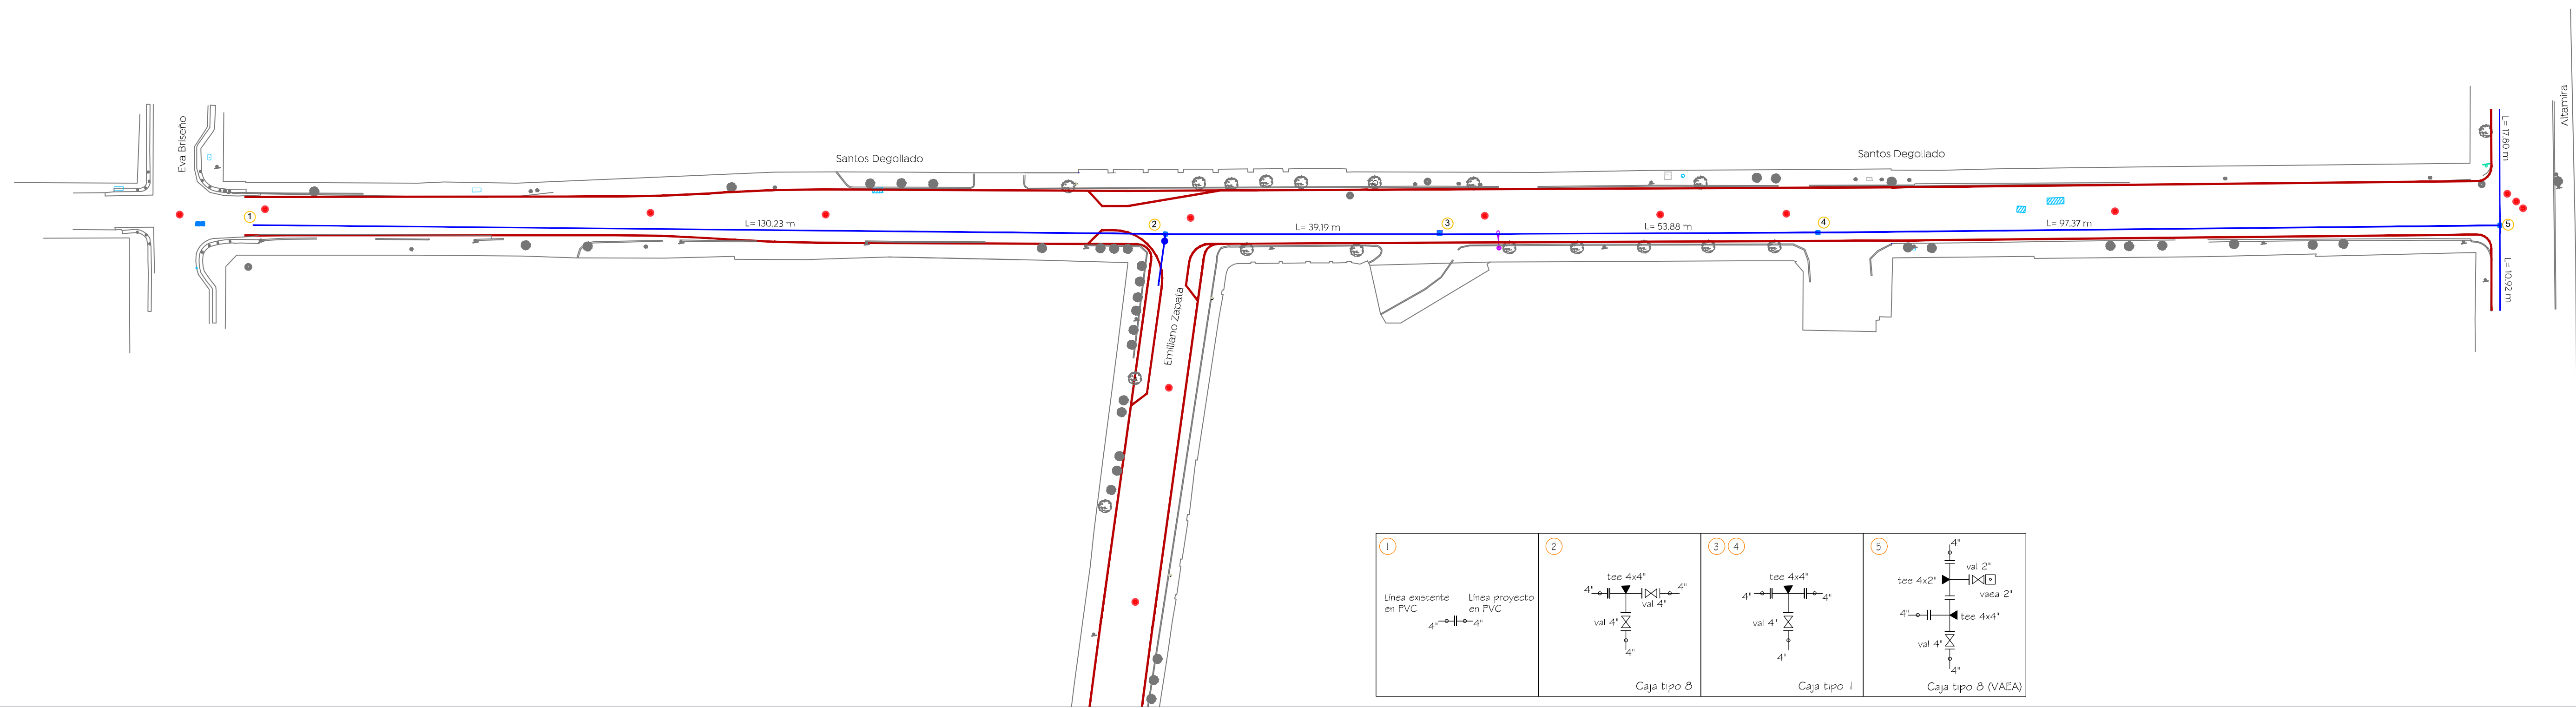 Eva Briseño
Santos Degollado
Santos Degollado
Altamira
L= 17.80 m
1
L= 130.23 m
2
L= 39.19 m
3
L= 53.88 m
4
L= 97.37 m
5
L= 10.92 m
Emiliano Zapata
1
Línea existente
en PVC
Línea proyecto
en PVC
4"
4"
2
tee 4x4"
4"
4"
val 4"
val 4"
4"
Caja tipo 8
3
4
tee 4x4"
4"
4"
val 4"
4"
Caja tipo 1
5
4"
val 2"
tee 4x2"
vaea 2"
4"
tee 4x4"
val 4"
4"
Caja tipo 8 (VAEA)